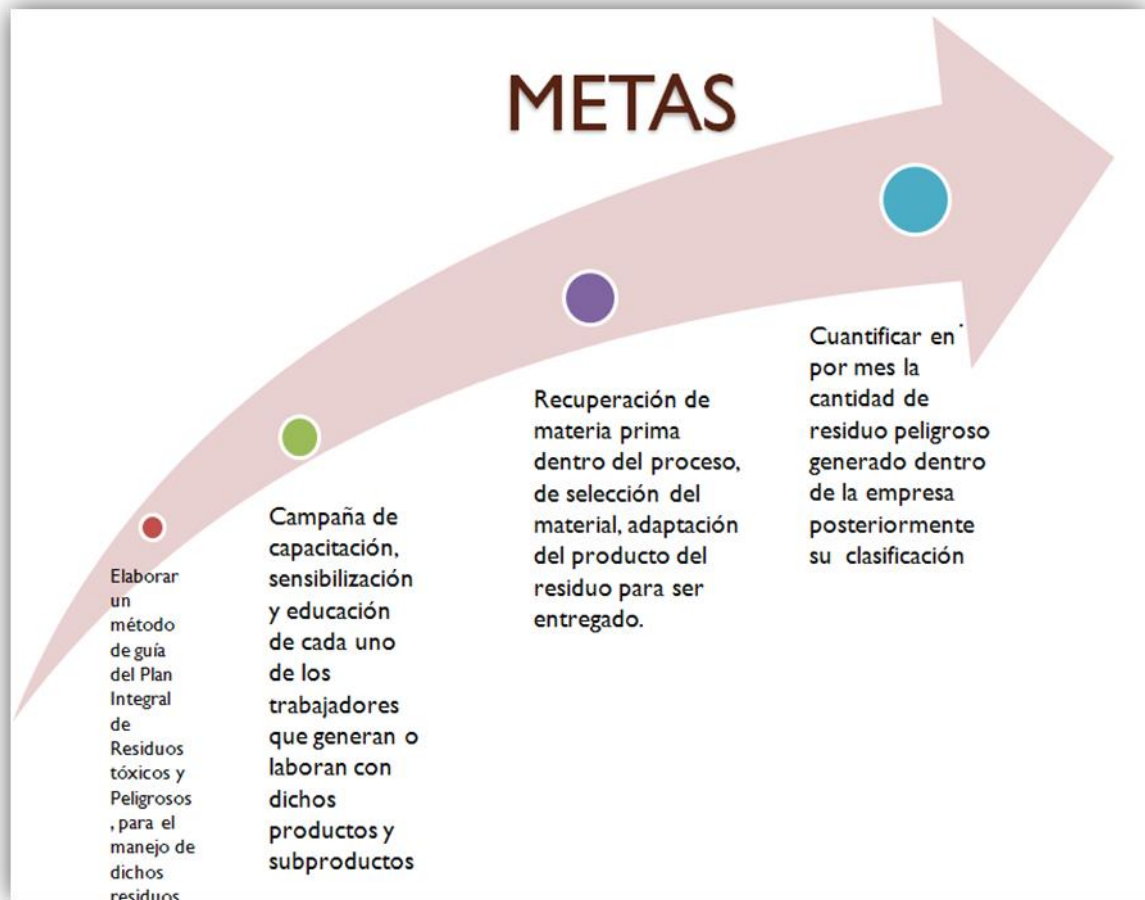 METAS
Elaborar
un
método
de guía
del Plan
Integral
de
Residuos
tóxicos y
Peligrosos
, para el
manejo de
dichos
residuos
Campaña de
capacitación,
sensibilización
y educación
de cada uno
de los
trabajadores
que generan o
laboran con
dichos
productos y
subproductos
Recuperación de
materia prima
dentro del proceso,
de selección del
material, adaptación
del producto del
residuo para ser
entregado.
Cuantificar en
por mes la
cantidad de
residuo peligroso
generado dentro
de la empresa
posteriormente
su clasificación